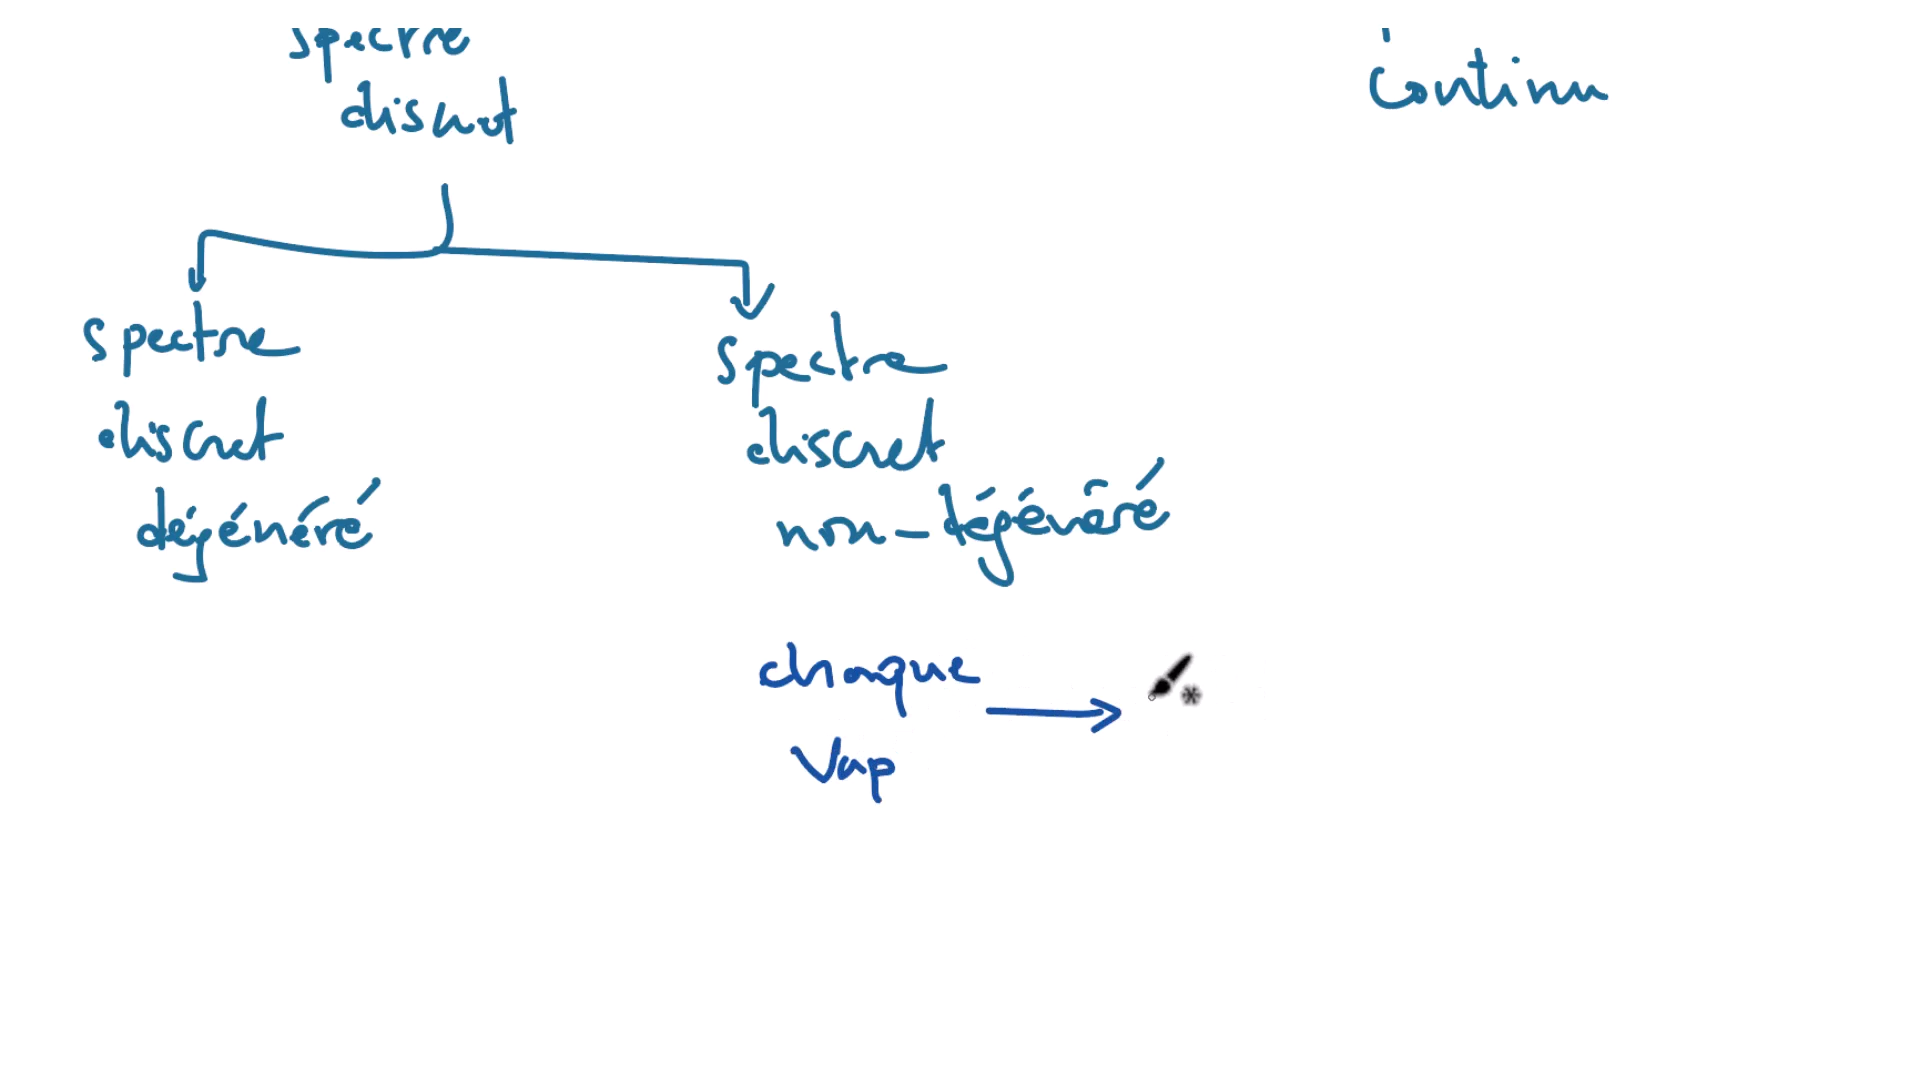 spectre
discret
continu
spectre
discret
dégénéré
spectre
discret
non-dégénéré
chaque
Vap